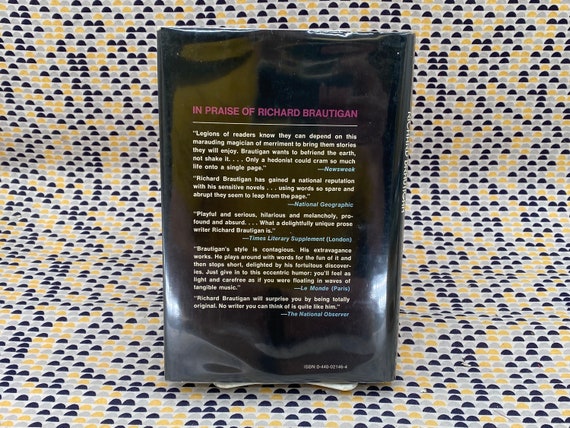 IN PRAISE OF RICHARD BRAUTIGAN
"Legions of readers know they can depend on this
marauding magician of merriment to bring them stories
they will enjoy. Brautigan wants to befriend the earth,
not shake it. . . . Only a hedonist could cram so much
life onto a single page."
—Newsweek
"Richard Brautigan has gained a national reputation
with his sensitive novels . . . using words so spare and
abrupt they seem to leap from the page."
—National Geographic
"Playful and serious, hilarious and melancholy, pro-
found and absurd. . . . What a delightfully unique prose
writer Richard Brautigan is."
—Times Literary Supplement (London)
"Brautigan's style is contagious. His extravagance
works. He plays around with words for the fun of it and
then stops short, delighted by his fortuitous discover-
ies. Just give in to this eccentric humor: you'll feel as
light and carefree as if you were floating in waves of
tangible music."
—Le Monde (Paris)
"Richard Brautigan will surprise you by being totally
original. No writer you can think of is quite like him."
—The National Observer
ISBN 0-440-02146-4